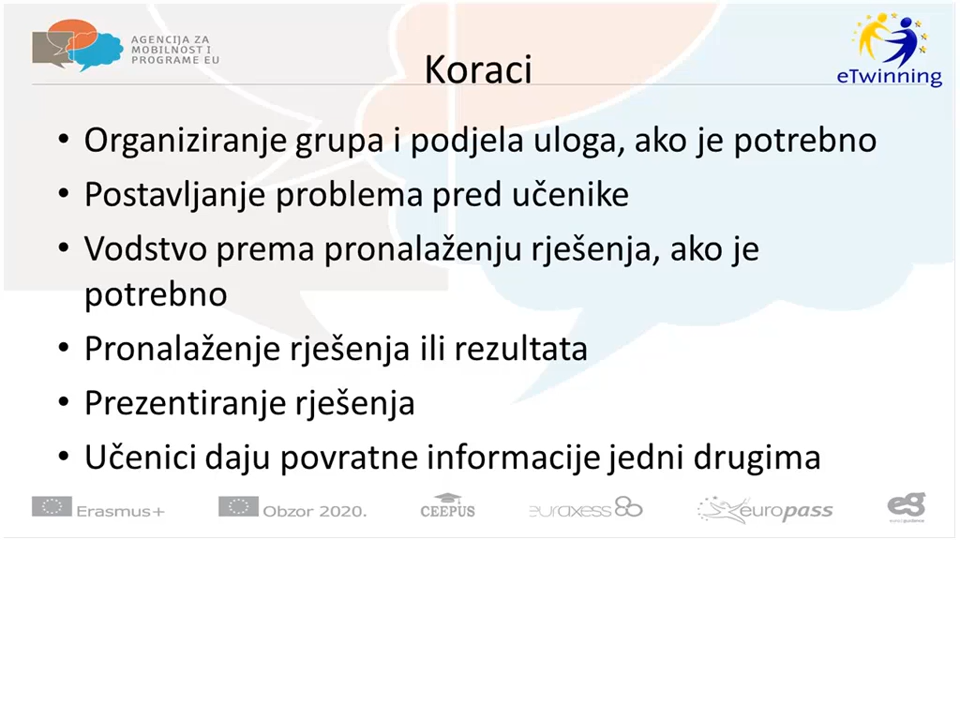 AGENCIJA ZA
MOBILNOST I
PROGRAME EU
eTwinning
Koraci
• Organiziranje grupa i podjela uloga, ako je potrebno
• Postavljanje problema pred učenike
• Vodstvo prema pronalaženju rješenja, ako je
potrebno
• Pronalaženje rješenja ili rezultata
• Prezentiranje rješenja
• Učenici daju povratne informacije jedni drugima
Erasmus+
Obzor 2020.
CEEPUS
euraxess
europass
eg